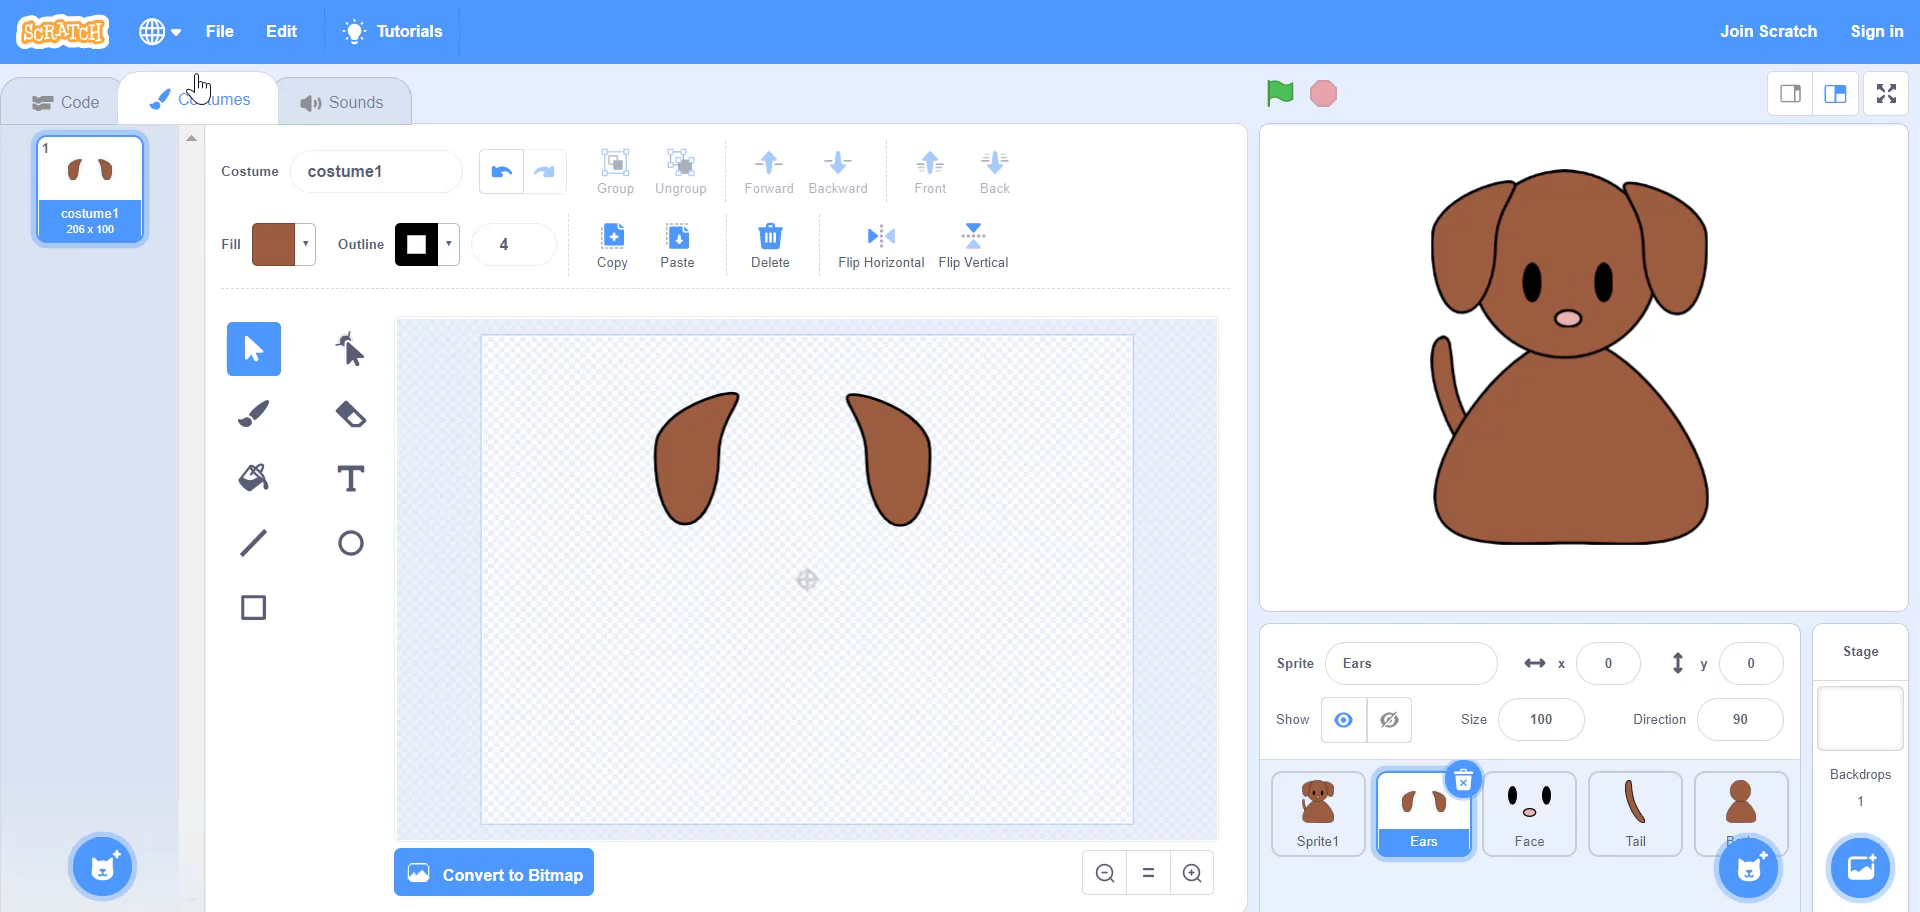 SCRATCH File Edit Tutorials Join Scratch Sign in
Code Costumes Sounds
1
costume1
206 x 100
Costume costume1
Group Ungroup Forward Backward Front Back
Fill Outline 4
Copy Paste Delete Flip Horizontal Flip Vertical
T
Convert to Bitmap
=
Sprite Ears x 0 y 0
Show Size 100 Direction 90
Sprite1 Ears Face Tail
Stage
Backdrops
1